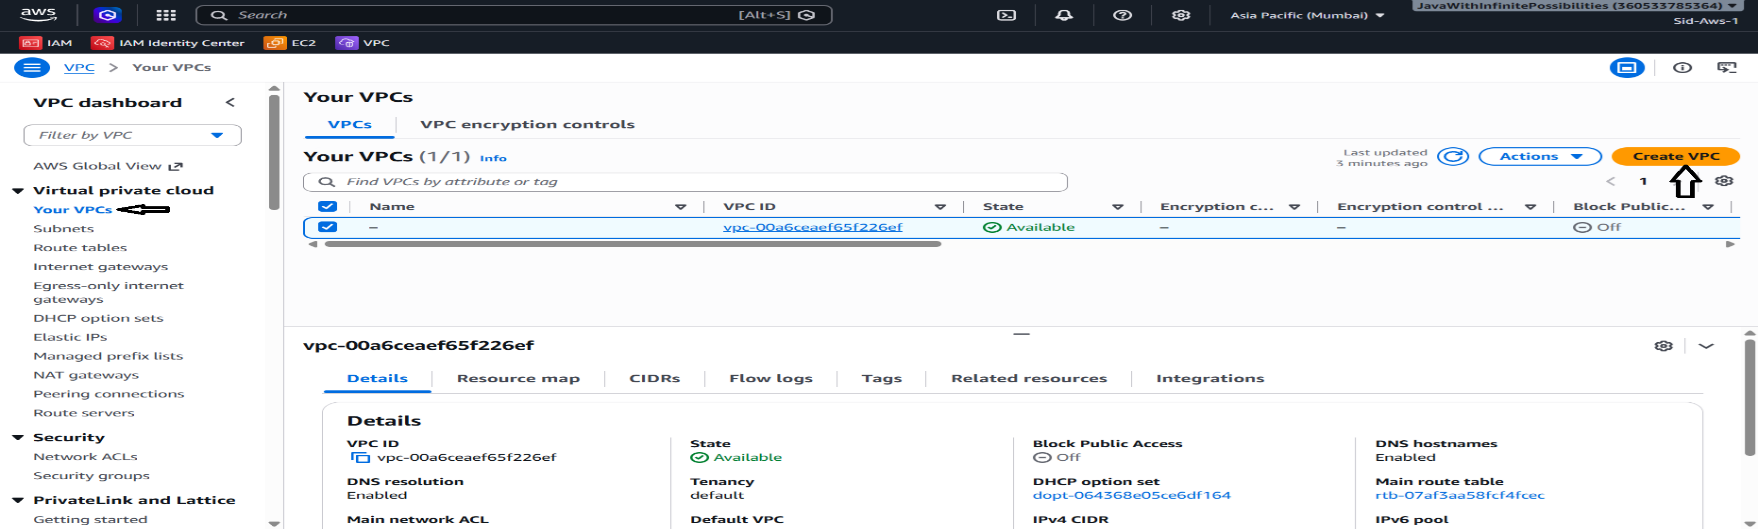 aws
Search [Alt+S]
Asia Pacific (Mumbai)
JavaWithInfinitePossibilities (360533785364)
Sid-Aws-1
IAM IAM Identity Center EC2 VPC
VPC > Your VPCs
VPC dashboard
Filter by VPC
AWS Global View
Virtual private cloud
Your VPCs
Subnets
Route tables
Internet gateways
Egress-only internet
gateways
DHCP option sets
Elastic IPs
Managed prefix lists
NAT gateways
Peering connections
Route servers
Security
Network ACLs
Security groups
PrivateLink and Lattice
Getting started
Your VPCs
VPCs VPC encryption controls
Your VPCs (1/1) Info
Last updated
3 minutes ago
Actions
Create VPC
Find VPCs by attribute or tag
< 1
Name VPC ID State Encryption c... Encryption control ... Block Public...
– vpc-00a6ceaef65f226ef Available – – Off
vpc-00a6ceaef65f226ef
Details Resource map CIDRs Flow logs Tags Related resources Integrations
Details
VPC ID
vpc-00a6ceaef65f226ef
State
Available
Block Public Access
Off
DNS hostnames
Enabled
DNS resolution
Enabled
Tenancy
default
DHCP option set
dopt-064368e05ce6df164
Main route table
rtb-07af3aa58fcf4fcec
Main network ACL
Default VPC
IPv4 CIDR
IPv6 pool